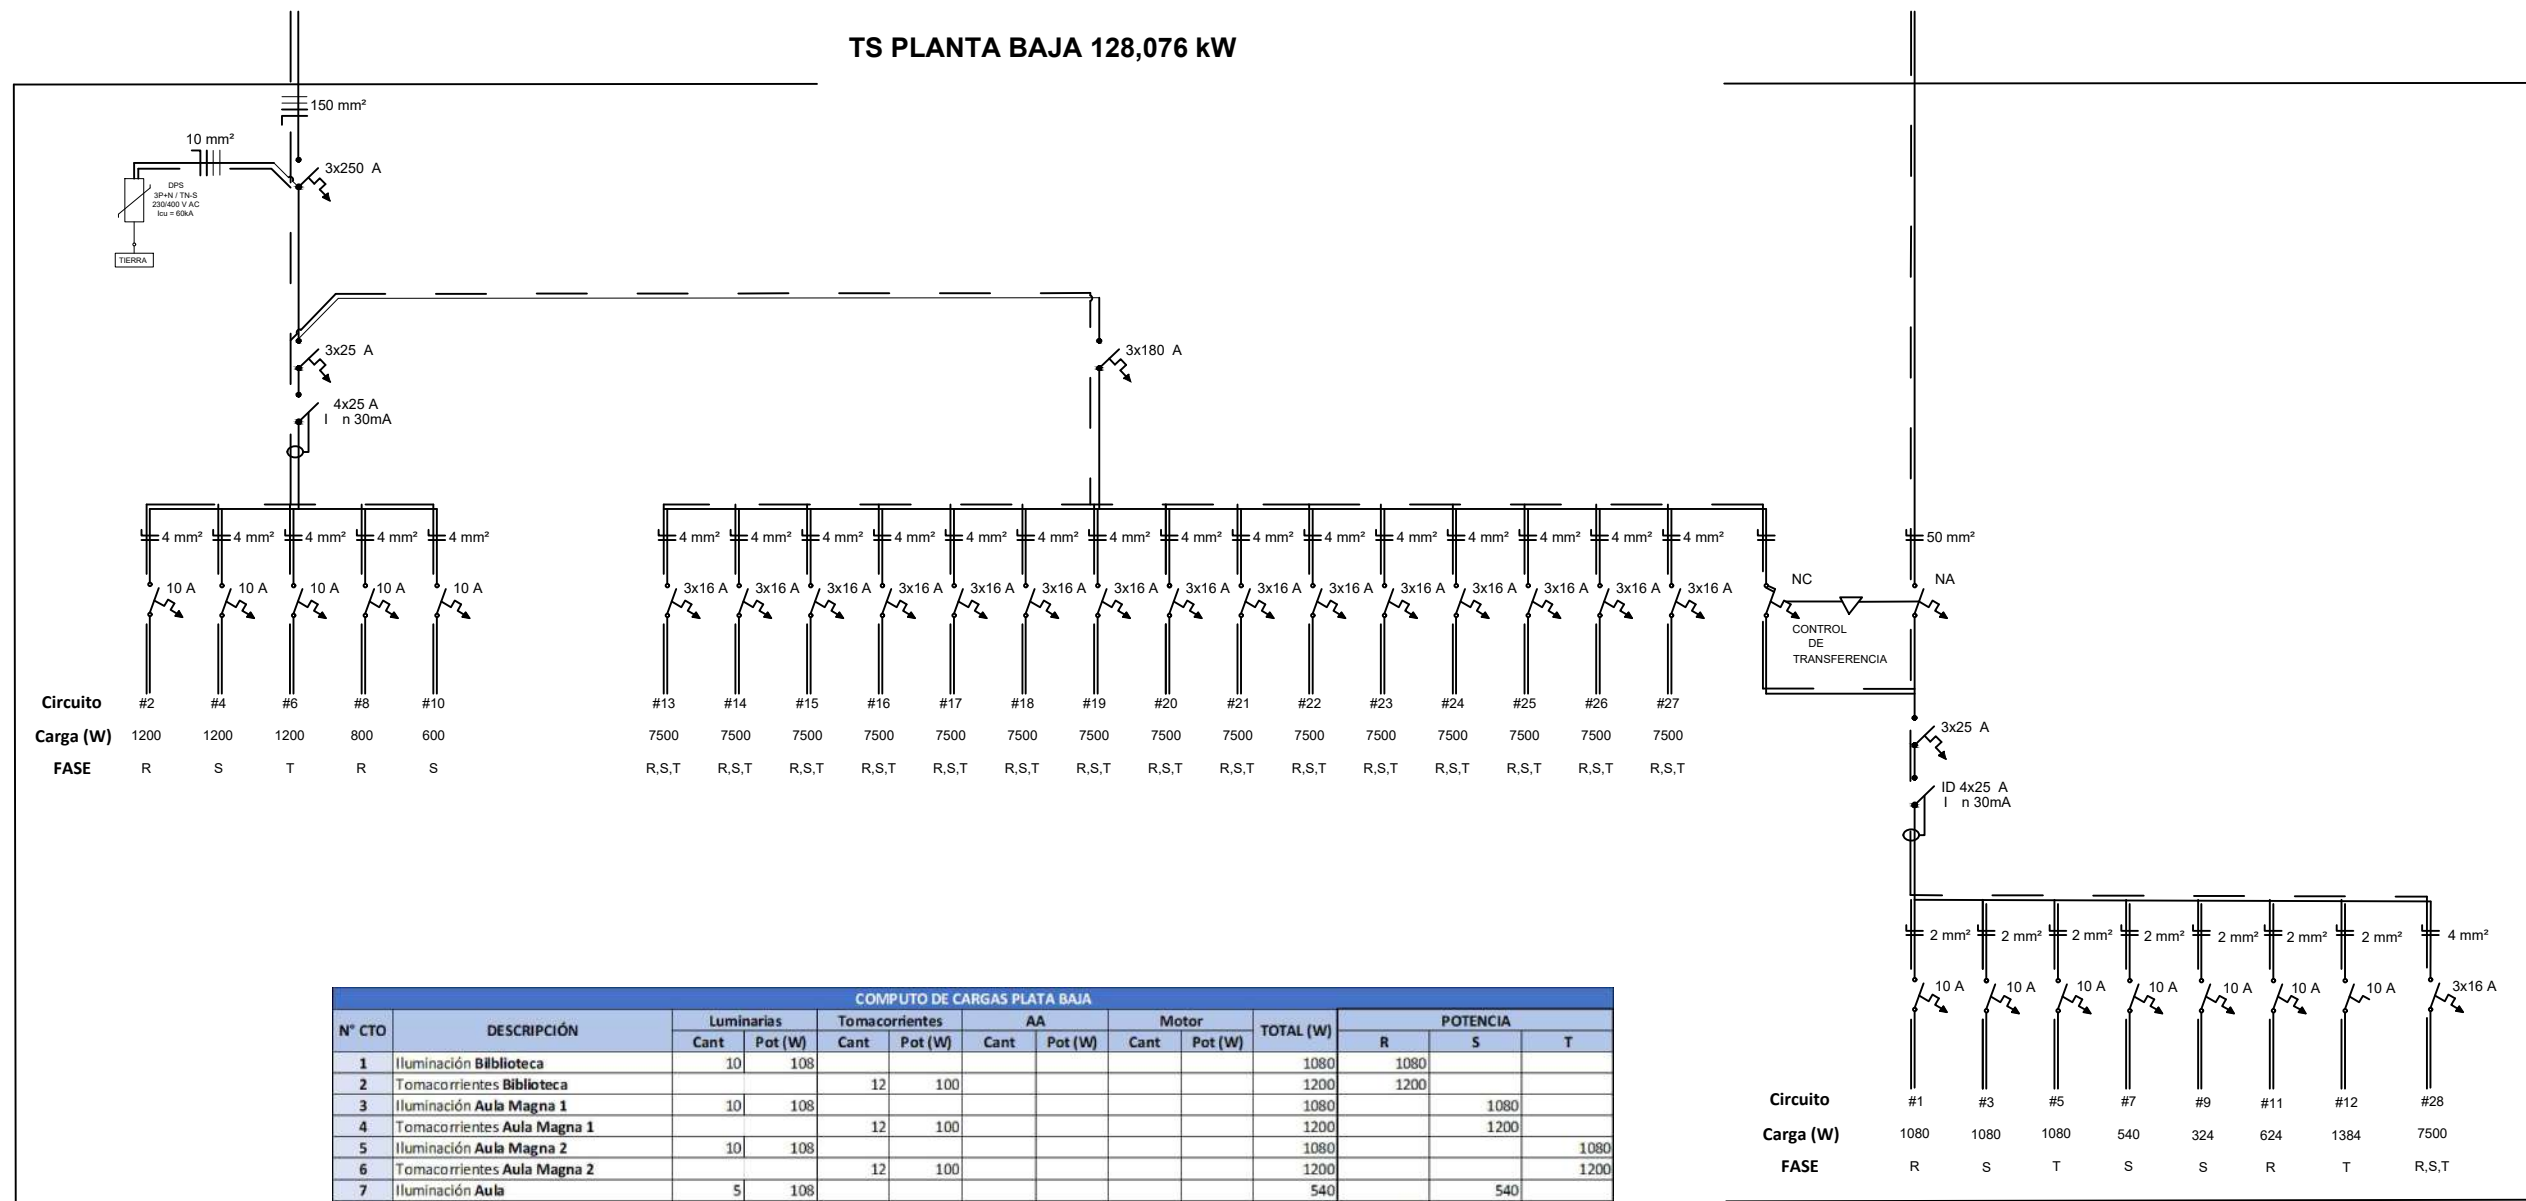 TS PLANTA BAJA 128,076 kW
150 mm²
10 mm²
3x250 A
DPS
3P+N / TN-S
230/400 V AC
Icu = 60kA
TIERRA
3x25 A
3x180 A
4x25 A
I n 30mA
4 mm² 4 mm² 4 mm² 4 mm² 4 mm²
4 mm² 4 mm² 4 mm² 4 mm² 4 mm² 4 mm² 4 mm² 4 mm² 4 mm² 4 mm² 4 mm² 4 mm² 4 mm² 4 mm² 4 mm²
50 mm²
10 A 10 A 10 A 10 A 10 A
3x16 A 3x16 A 3x16 A 3x16 A 3x16 A 3x16 A 3x16 A 3x16 A 3x16 A 3x16 A 3x16 A 3x16 A 3x16 A 3x16 A 3x16 A
NC NA
CONTROL
DE
TRANSFERENCIA
Circuito #2 #4 #6 #8 #10
Carga (W) 1200 1200 1200 800 600
FASE R S T R S
#13 #14 #15 #16 #17 #18 #19 #20 #21 #22 #23 #24 #25 #26 #27
7500 7500 7500 7500 7500 7500 7500 7500 7500 7500 7500 7500 7500 7500 7500
R,S,T R,S,T R,S,T R,S,T R,S,T R,S,T R,S,T R,S,T R,S,T R,S,T R,S,T R,S,T R,S,T R,S,T R,S,T
3x25 A
ID 4x25 A
I n 30mA
2 mm² 2 mm² 2 mm² 2 mm² 2 mm² 2 mm² 2 mm² 4 mm²
10 A 10 A 10 A 10 A 10 A 10 A 10 A 3x16 A
Circuito #1 #3 #5 #7 #9 #11 #12 #28
Carga (W) 1080 1080 1080 540 324 624 1384 7500
FASE R S T S S R T R,S,T
COMPUTO DE CARGAS PLATA BAJA
N° CTO DESCRIPCIÓN Luminarias Tomacorrientes AA Motor TOTAL (W) POTENCIA
Cant Pot (W) Cant Pot (W) Cant Pot (W) Cant Pot (W) R S T
1 Iluminación Bilblioteca 10 108 1080 1080
2 Tomacorrientes Biblioteca 12 100 1200 1200
3 Iluminación Aula Magna 1 10 108 1080 1080
4 Tomacorrientes Aula Magna 1 12 100 1200 1200
5 Iluminación Aula Magna 2 10 108 1080 1080
6 Tomacorrientes Aula Magna 2 12 100 1200 1200
7 Iluminación Aula 5 108 540 540